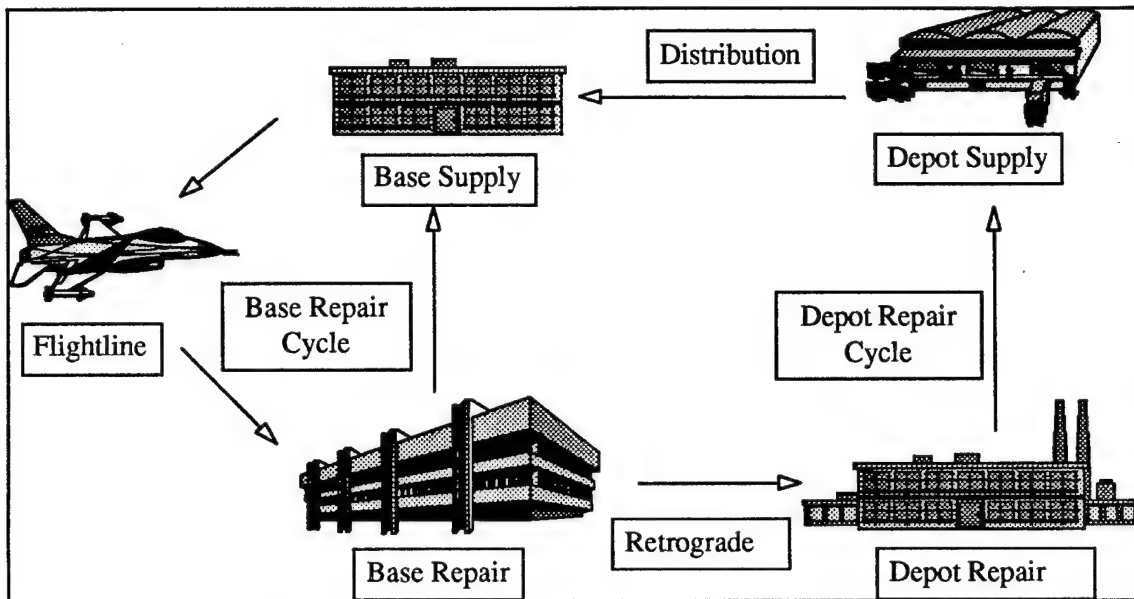 Distribution
Depot Supply
Base Supply
Flightline
Base Repair
Cycle
Depot Repair
Cycle
Retrograde
Base Repair
Depot Repair